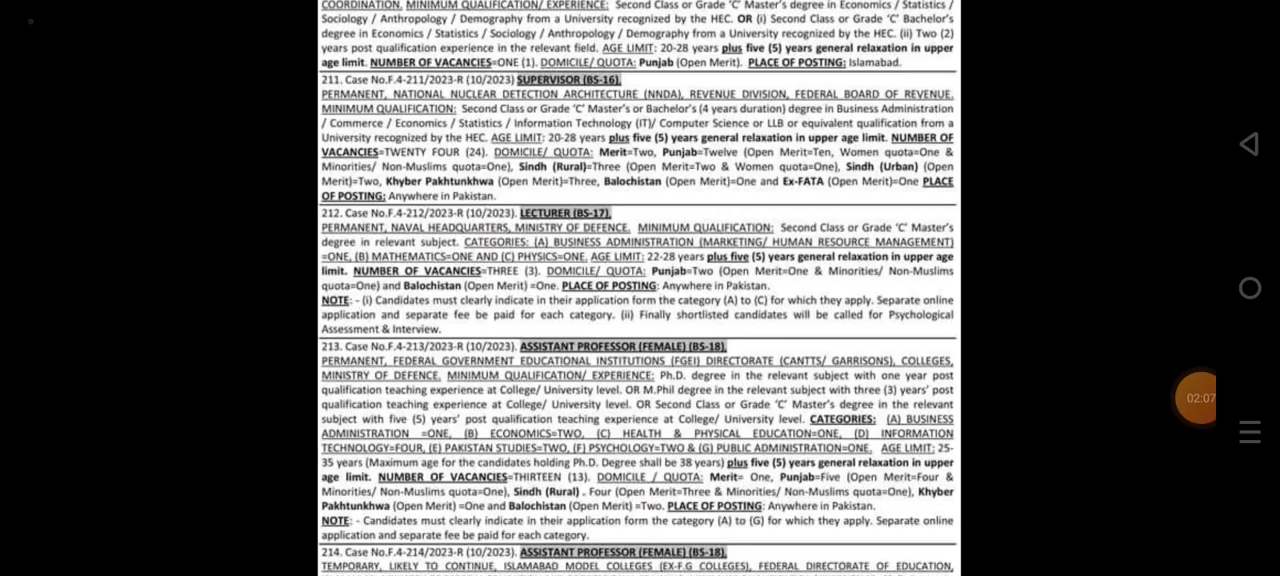 COORDINATION. MINIMUM QUALIFICATION/ EXPERIENCE: Second Class or Grade ‘C’ Master’s degree in Economics / Statistics /
Sociology / Anthropology / Demography from a University recognized by the HEC. OR (i) Second Class or Grade ‘C’ Bachelor’s
degree in Economics / Statistics / Sociology / Anthropology / Demography from a University recognized by the HEC. (ii) Two (2)
years post qualification experience in the relevant field. AGE LIMIT: 20-28 years plus five (5) years general relaxation in upper
age limit. NUMBER OF VACANCIES=ONE (1). DOMICILE/ QUOTA: Punjab (Open Merit). PLACE OF POSTING: Islamabad.
211. Case No.F.4-211/2023-R (10/2023) SUPERVISOR (BS-16).
PERMANENT, NATIONAL NUCLEAR DETECTION ARCHITECTURE (NNDA), REVENUE DIVISION, FEDERAL BOARD OF REVENUE.
MINIMUM QUALIFICATION: Second Class or Grade ‘C’ Master’s or Bachelor’s (4 years duration) degree in Business Administration
/ Commerce / Economics / Statistics / Information Technology (IT)/ Computer Science or LLB or equivalent qualification from a
University recognized by the HEC. AGE LIMIT: 20-28 years plus five (5) years general relaxation in upper age limit. NUMBER OF
VACANCIES=TWENTY FOUR (24). DOMICILE/ QUOTA: Merit=Two, Punjab=Twelve (Open Merit=Ten, Women quota=One &
Minorities/ Non-Muslims quota=One), Sindh (Rural)=Three (Open Merit=Two & Women quota=One), Sindh (Urban) (Open
Merit)=Two, Khyber Pakhtunkhwa (Open Merit)=Three, Balochistan (Open Merit)=One and Ex-FATA (Open Merit)=One PLACE
OF POSTING: Anywhere in Pakistan.
212. Case No.F.4-212/2023-R (10/2023). LECTURER (BS-17).
PERMANENT, NAVAL HEADQUARTERS, MINISTRY OF DEFENCE. MINIMUM QUALIFICATION: Second Class or Grade ‘C’ Master’s
degree in relevant subject. CATEGORIES: (A) BUSINESS ADMINISTRATION (MARKETING/ HUMAN RESOURCE MANAGEMENT)
=ONE, (B) MATHEMATICS=ONE AND (C) PHYSICS=ONE. AGE LIMIT: 22-28 years plus five (5) years general relaxation in upper age
limit. NUMBER OF VACANCIES=THREE (3). DOMICILE/ QUOTA: Punjab=Two (Open Merit=One & Minorities/ Non-Muslims
quota=One) and Balochistan (Open Merit) =One. PLACE OF POSTING: Anywhere in Pakistan.
NOTE: - (i) Candidates must clearly indicate in their application form the category (A) to (C) for which they apply. Separate online
application and separate fee be paid for each category. (ii) Finally shortlisted candidates will be called for Psychological
Assessment & Interview.
213. Case No.F.4-213/2023-R (10/2023). ASSISTANT PROFESSOR (FEMALE) (BS-18).
PERMANENT, FEDERAL GOVERNMENT EDUCATIONAL INSTITUTIONS (FGEI) DIRECTORATE (CANTTS/ GARRISONS), COLLEGES,
MINISTRY OF DEFENCE. MINIMUM QUALIFICATION/ EXPERIENCE: Ph.D. degree in the relevant subject with one year post
qualification teaching experience at College/ University level. OR M.Phil degree in the relevant subject with three (3) years’ post
qualification teaching experience at College/ University level. OR Second Class or Grade ‘C’ Master’s degree in the relevant
subject with five (5) years’ post qualification teaching experience at College/ University level. CATEGORIES: (A) BUSINESS
ADMINISTRATION =ONE, (B) ECONOMICS=TWO, (C) HEALTH & PHYSICAL EDUCATION=ONE, (D) INFORMATION
TECHNOLOGY=FOUR, (E) PAKISTAN STUDIES=TWO, (F) PSYCHOLOGY=TWO & (G) PUBLIC ADMINISTRATION=ONE. AGE LIMIT: 25-
35 years (Maximum age for the candidates holding Ph.D. Degree shall be 38 years) plus five (5) years general relaxation in upper
age limit. NUMBER OF VACANCIES=THIRTEEN (13). DOMICILE / QUOTA: Merit= One, Punjab=Five (Open Merit=Four &
Minorities/ Non-Muslims quota=One), Sindh (Rural) . Four (Open Merit=Three & Minorities/ Non-Muslims quota=One), Khyber
Pakhtunkhwa (Open Merit) =One and Balochistan (Open Merit) =Two. PLACE OF POSTING: Anywhere in Pakistan.
NOTE: - Candidates must clearly indicate in their application form the category (A) to (G) for which they apply. Separate online
application and separate fee be paid for each category.
214. Case No.F.4-214/2023-R (10/2023). ASSISTANT PROFESSOR (FEMALE) (BS-18).
TEMPORARY, LIKELY TO CONTINUE, ISLAMABAD MODEL COLLEGES (EX-F.G COLLEGES), FEDERAL DIRECTORATE OF EDUCATION,
02:07